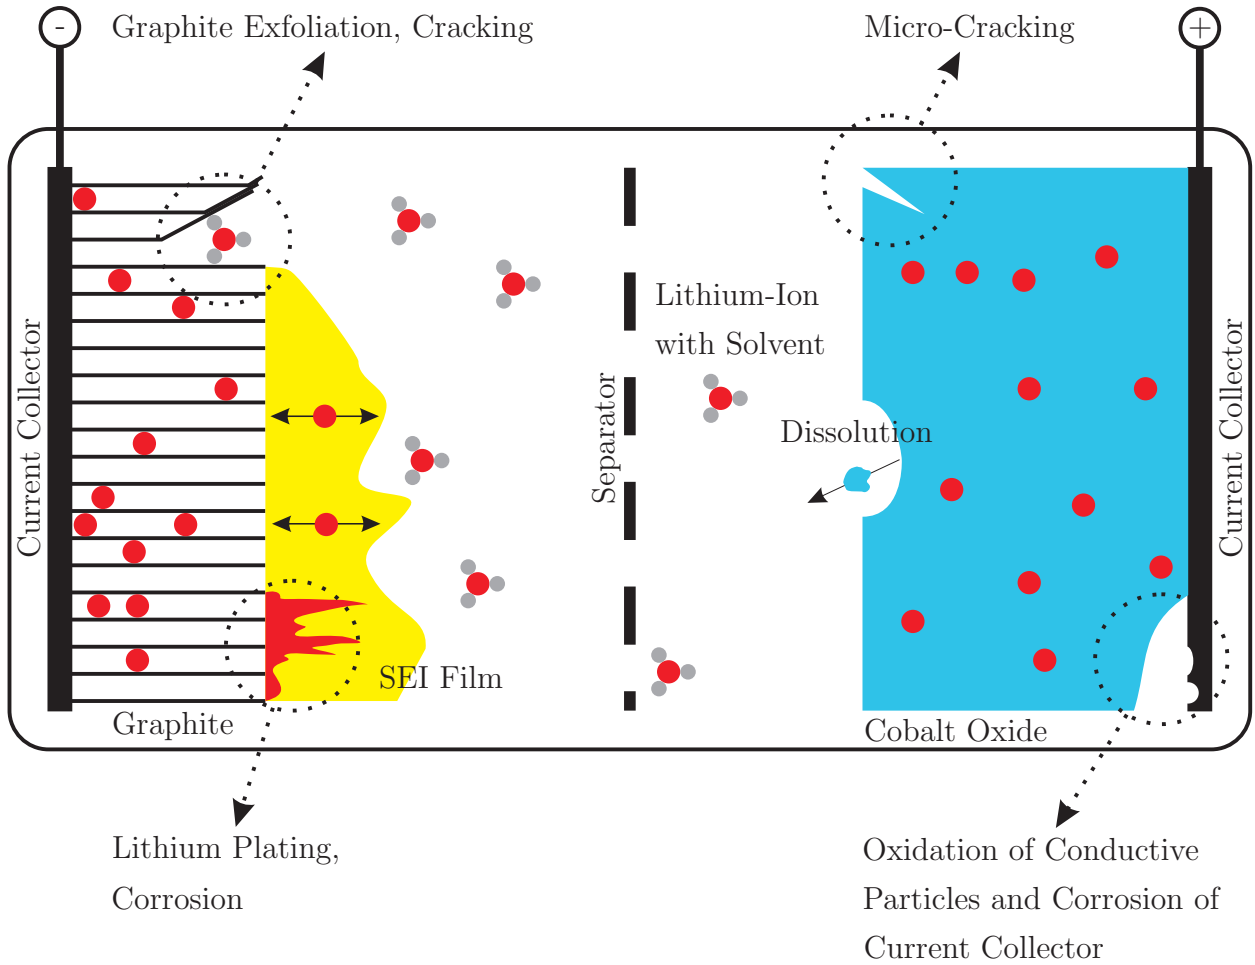 -
Graphite Exfoliation, Cracking
Micro-Cracking
+
Current Collector
Lithium-Ion
with Solvent
Separator
Dissolution
Current Collector
SEI Film
Graphite
Cobalt Oxide
Lithium Plating,
Corrosion
Oxidation of Conductive
Particles and Corrosion of
Current Collector